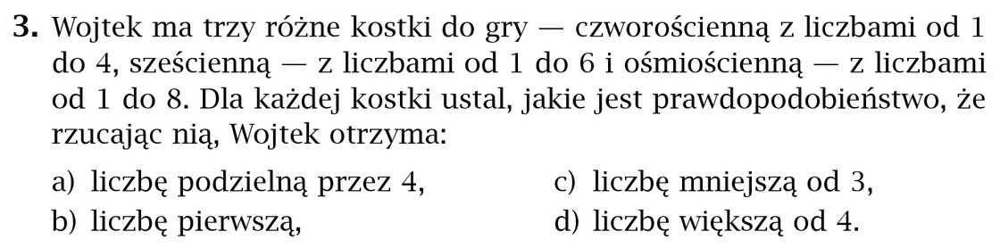 3. Wojtek ma trzy różne kostki do gry — czworościenną z liczbami od 1
do 4, sześcienną — z liczbami od 1 do 6 i ośmiościenną — z liczbami
od 1 do 8. Dla każdej kostki ustal, jakie jest prawdopodobieństwo, że
rzucając nią, Wojtek otrzyma:
a) liczbę podzielną przez 4,
b) liczbę pierwszą,
c) liczbę mniejszą od 3,
d) liczbę większą od 4.